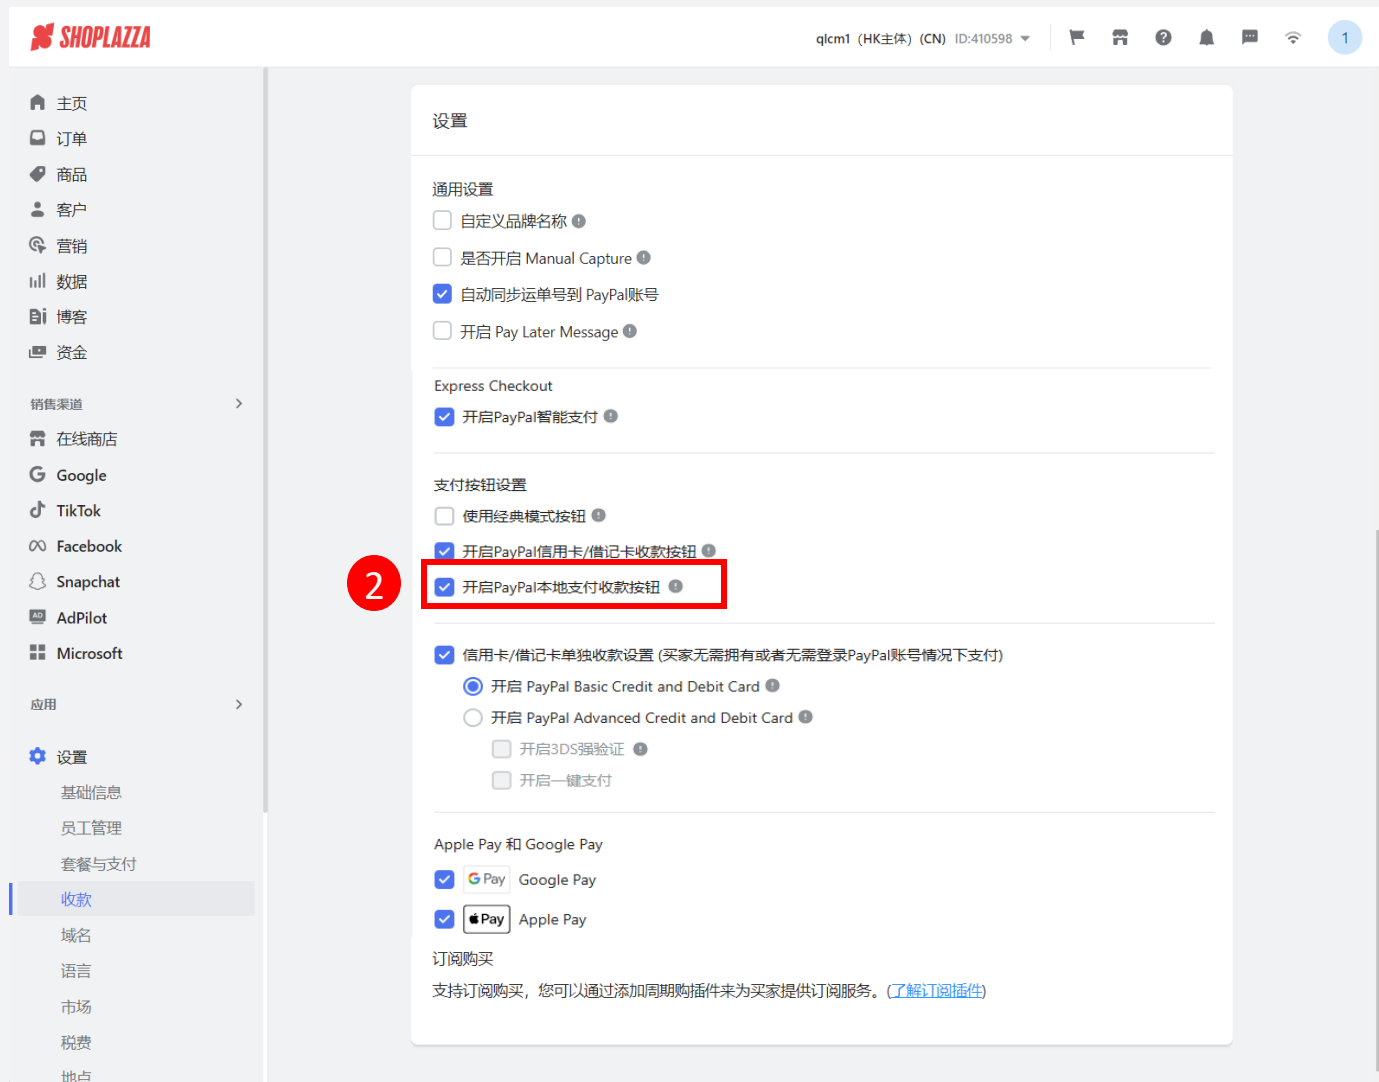 SHOPLAZZA
qlcm1（HK主体）(CN) ID:410598
1
主页
订单
商品
客户
营销
数据
博客
资金
销售渠道
在线商店
Google
TikTok
Facebook
Snapchat
AD
AdPilot
Microsoft
应用
设置
基础信息
员工管理
套餐与支付
收款
域名
语言
市场
税费
地点
设置
通用设置
自定义品牌名称
是否开启 Manual Capture
自动同步运单号到 PayPal账号
开启 Pay Later Message
Express Checkout
开启PayPal智能支付
支付按钮设置
使用经典模式按钮
开启PayPal信用卡/借记卡收款按钮
2
开启PayPal本地支付收款按钮
信用卡/借记卡单独收款设置 (买家无需拥有或者无需登录PayPal账号情况下支付)
开启 PayPal Basic Credit and Debit Card
开启 PayPal Advanced Credit and Debit Card
开启3DS强验证
开启一键支付
Apple Pay 和 Google Pay
G Pay Google Pay
Pay Apple Pay
订阅购买
支持订阅购买，您可以通过添加周期购插件来为买家提供订阅服务。(了解订阅插件)